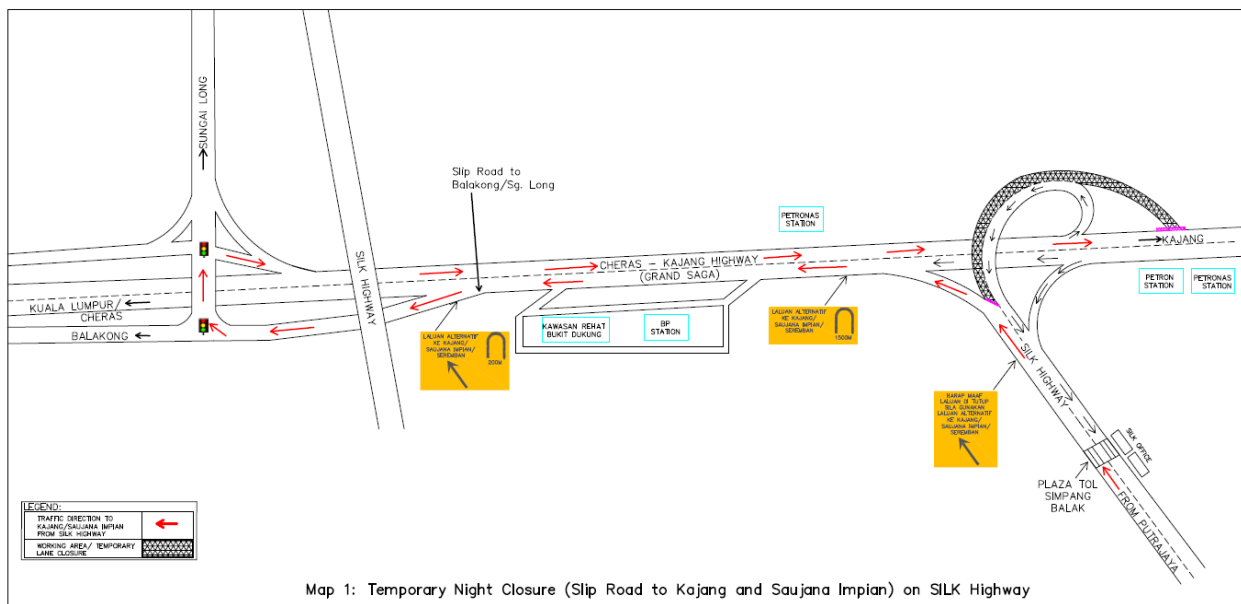 SUNGAI LONG
Slip Road to
Balakong/Sg. Long
SILK HIGHWAY
PETRONAS
STATION
CHERAS - KAJANG HIGHWAY
(GRAND SAGA)
KAJANG
PETRON
STATION
PETRONAS
STATION
KUALA LUMPUR/
CHERAS
BALAKONG
LALUAN ALTERNATIF
KE KAJANG/
SAUJANA IMPIAN/
SEREMBAN
300M
KAWASAN REHAT
BUKIT DUKUNG
BP
STATION
LALUAN ALTERNATIF
KE KAJANG/
SAUJANA IMPIAN/
SEREMBAN
1500M
SILK HIGHWAY
HARAP MAAF
LALUAN DI TUTUP
SILA GUNAKAN
LALUAN ALTERNATIF
KE KAJANG/
SAUJANA IMPIAN/
SEREMBAN
SILK OFFICE
PLAZA TOL
SIMPANG
BALAK
FROM PUTRAJAYA
LEGEND:
TRAFFIC DIRECTION TO
KAJANG/SAUJANA IMPIAN
FROM SILK HIGHWAY
WORKING AREA/ TEMPORARY
LANE CLOSURE
Map 1: Temporary Night Closure (Slip Road to Kajang and Saujana Impian) on SILK Highway